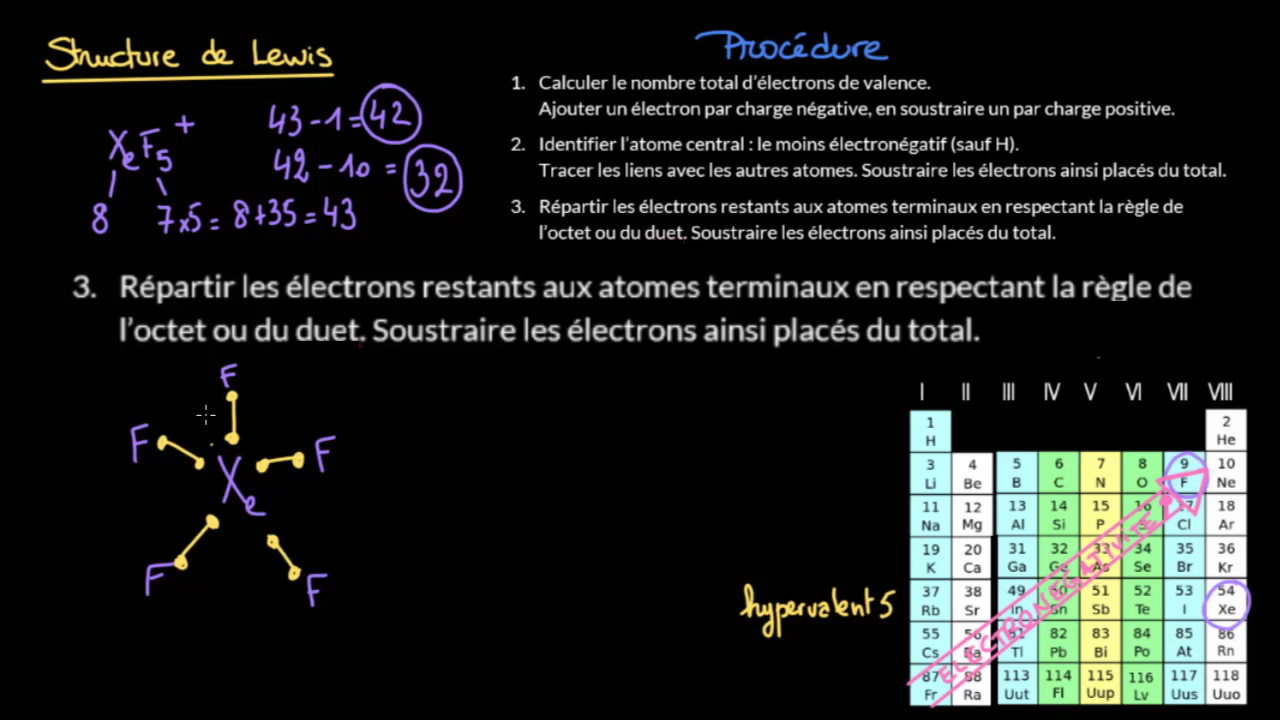 Structure de Lewis
XeF5+
43-1=42
42-10=32
8 7x5=8+35=43
Procédure
1. Calculer le nombre total d'électrons de valence.
Ajouter un électron par charge négative, en soustraire un par charge positive.
2. Identifier l'atome central : le moins électronégatif (sauf H).
Tracer les liens avec les autres atomes. Soustraire les électrons ainsi placés du total.
3. Répartir les électrons restants aux atomes terminaux en respectant la règle de
l'octet ou du duet. Soustraire les électrons ainsi placés du total.
3. Répartir les électrons restants aux atomes terminaux en respectant la règle de
l'octet ou du duet. Soustraire les électrons ainsi placés du total.
F
F F
Xe
F F
hypervalent 5
I II III IV V VI VII VIII
1 2
H He
3 4 5 6 7 8 9 10
Li Be B C N O F Ne
11 12 13 14 15 16 17 18
Na Mg Al Si P Cl Ar
19 20 31 32 33 34 35 36
K Ca Ga Ge As Se Br Kr
37 38 49 50 51 52 53 54
Rb Sr In Sn Sb Te I Xe
55 56 81 82 83 84 85 86
Cs Ba Tl Pb Bi Po At Rn
87 88 113 114 115 116 117 118
Fr Ra Uut Fl Uup Lv Uus Uuo
ELECTRONEGATIVITE